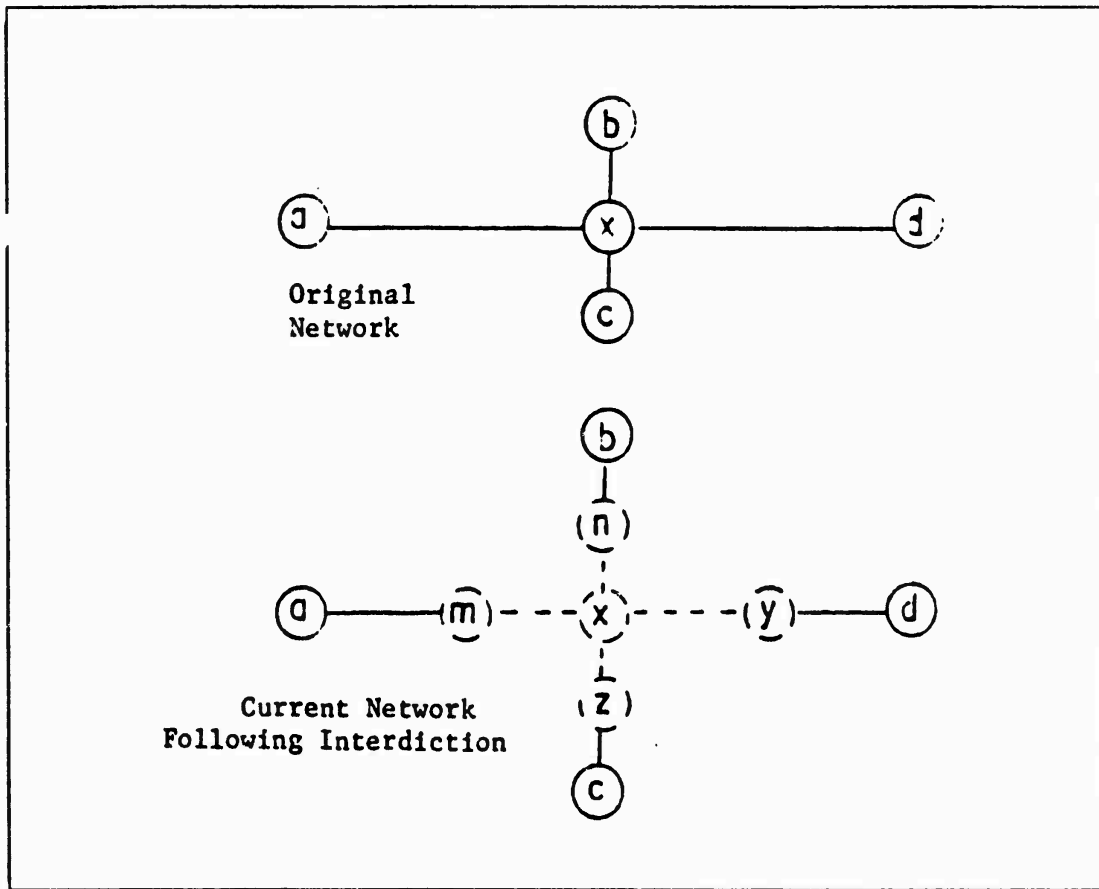 b
x
Original
Network
c
b
(n)
a
(m)
x
(y)
d
(z)
Current Network
Following Interdiction
c